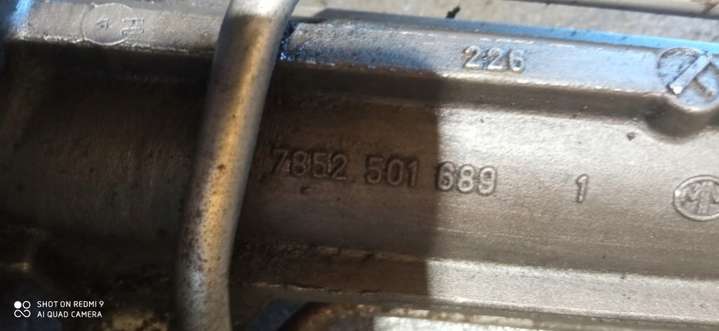 226
7852 501 689 1
SHOT ON REDMI 9
AI QUAD CAMERA